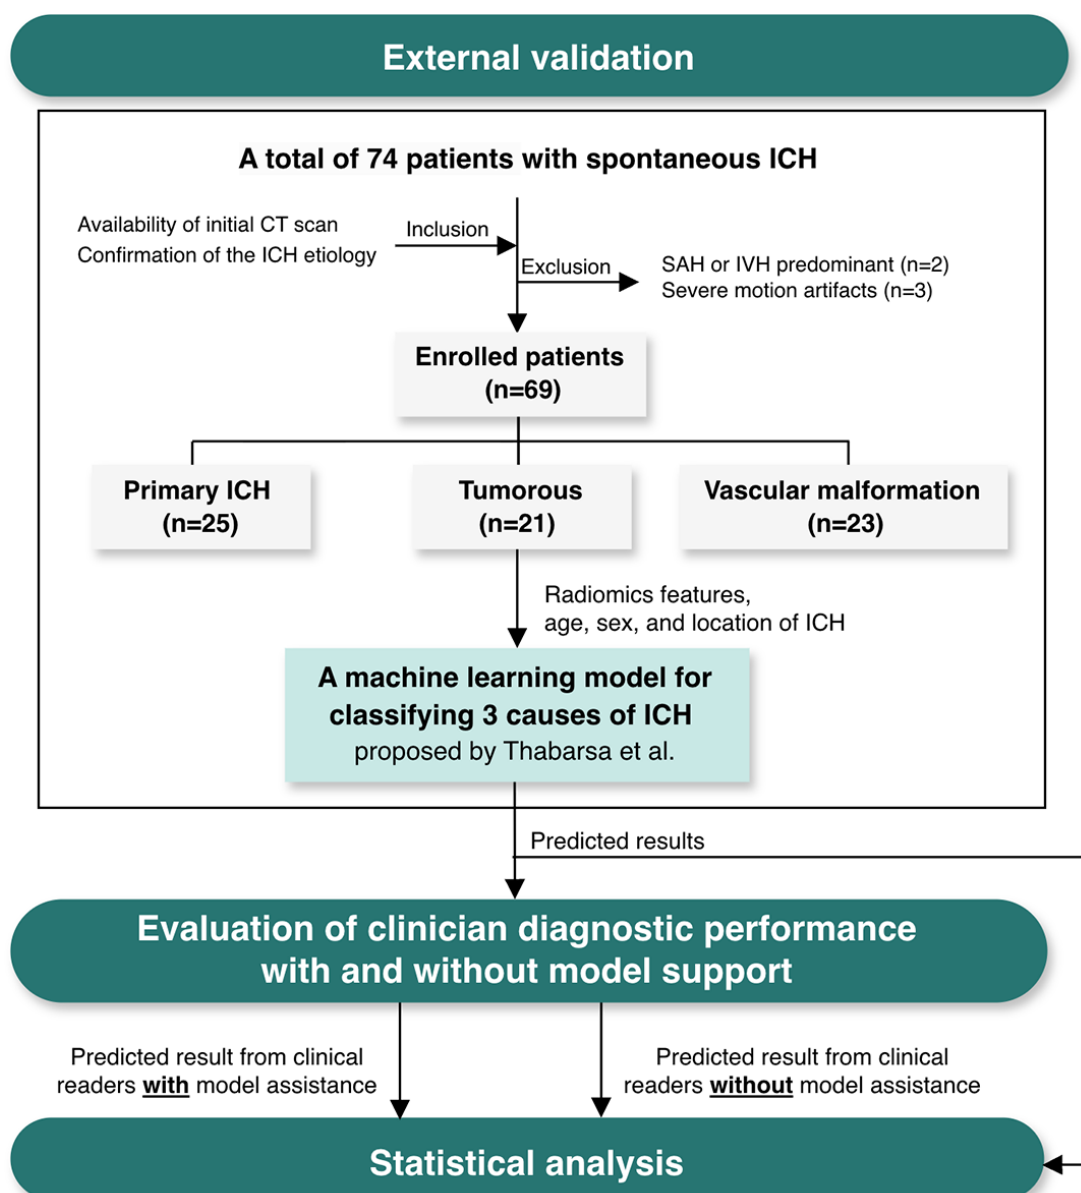 External validation
A total of 74 patients with spontaneous ICH
Availability of initial CT scan
Confirmation of the ICH etiology
Inclusion
Exclusion
SAH or IVH predominant (n=2)
Severe motion artifacts (n=3)
Enrolled patients
(n=69)
Primary ICH
(n=25)
Tumorous
(n=21)
Vascular malformation
(n=23)
Radiomics features,
age, sex, and location of ICH
A machine learning model for
classifying 3 causes of ICH
proposed by Thabarsa et al.
Predicted results
Evaluation of clinician diagnostic performance
with and without model support
Predicted result from clinical
readers with model assistance
Predicted result from clinical
readers without model assistance
Statistical analysis